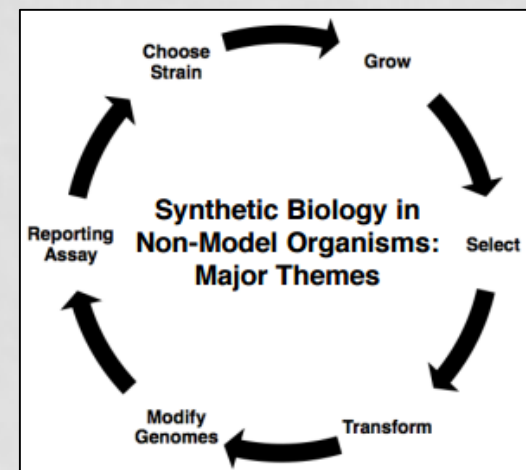 Choose
Strain
Grow
Synthetic Biology in
Non-Model Organisms:
Major Themes
Select
Reporting
Assay
Modify
Genomes
Transform